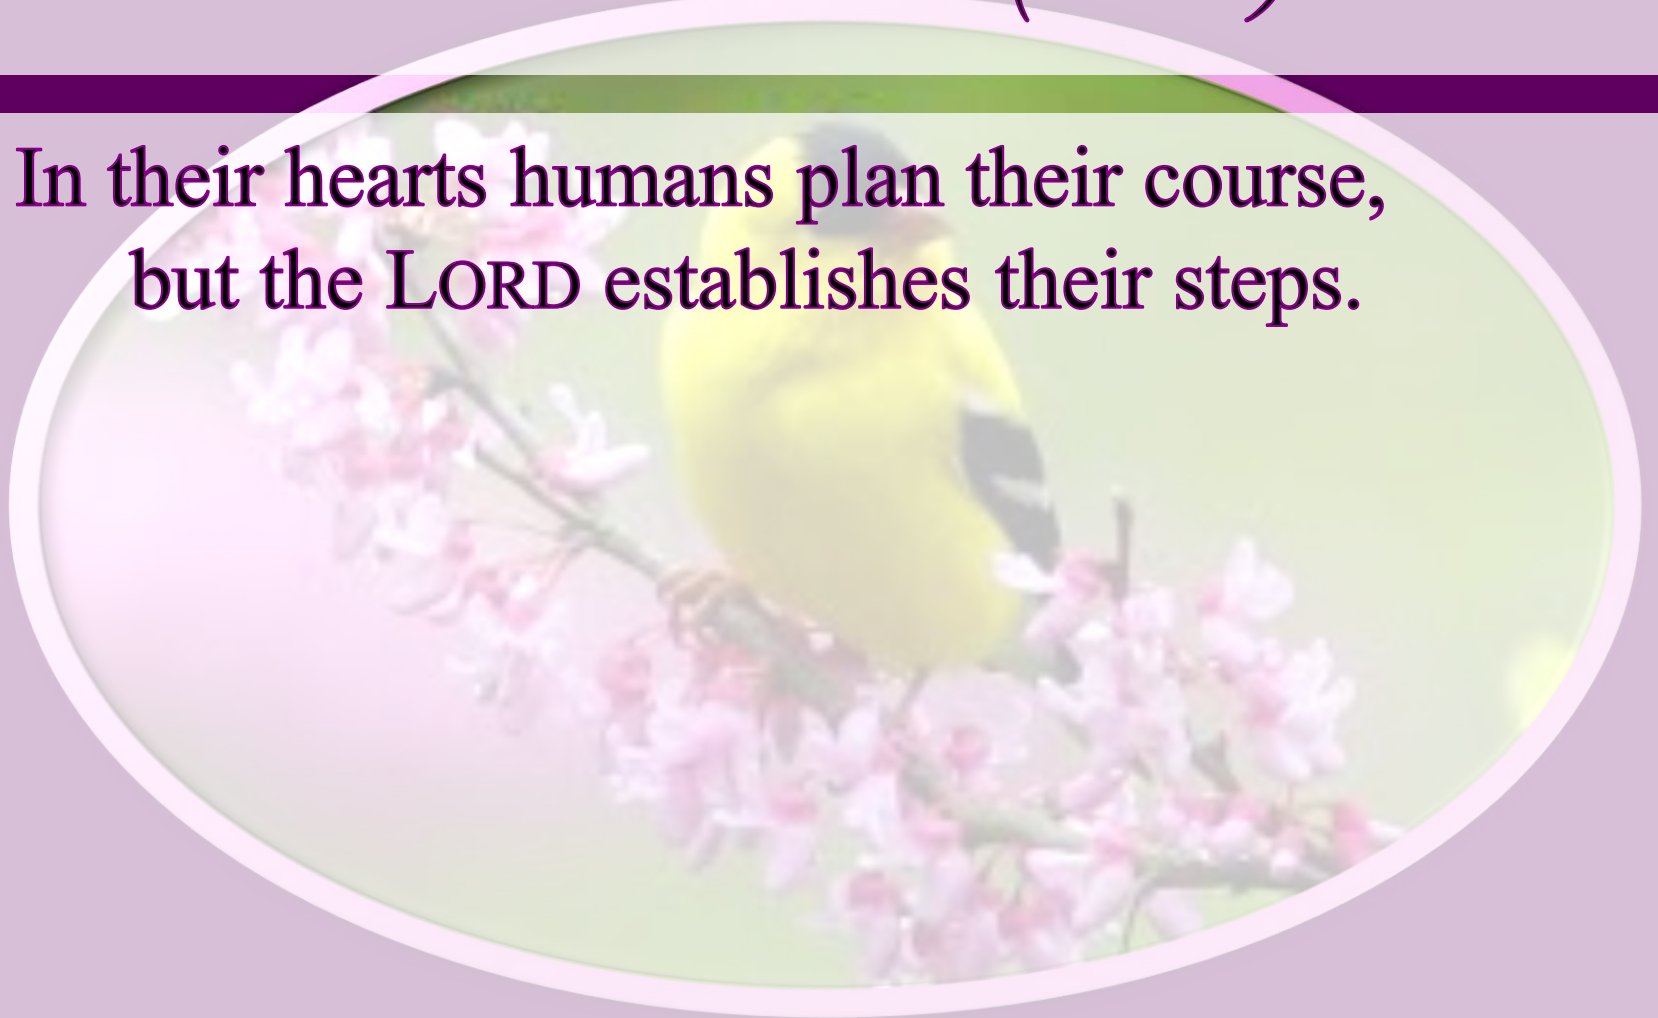 In their hearts humans plan their course,
but the LORD establishes their steps.